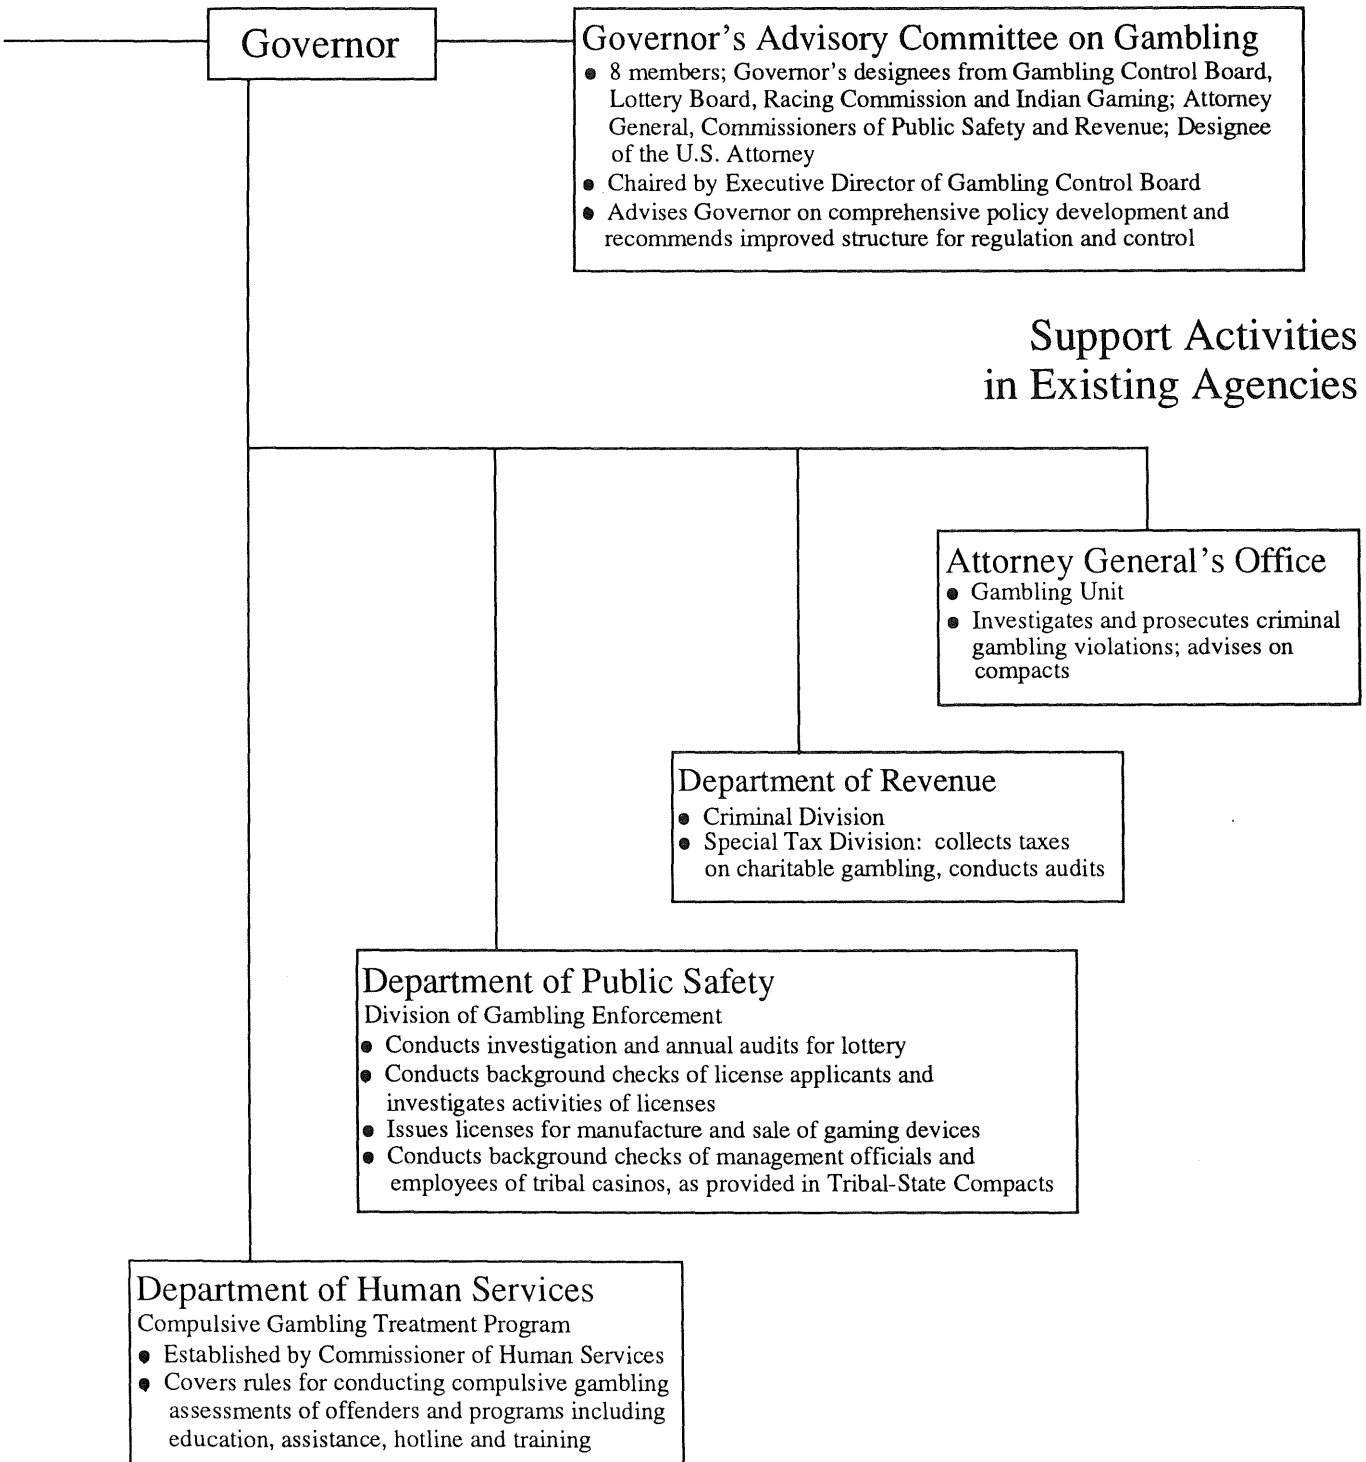 Governor
Governor's Advisory Committee on Gambling
● 8 members; Governor's designees from Gambling Control Board,
Lottery Board, Racing Commission and Indian Gaming; Attorney
General, Commissioners of Public Safety and Revenue; Designee
of the U.S. Attorney
● Chaired by Executive Director of Gambling Control Board
● Advises Governor on comprehensive policy development and
recommends improved structure for regulation and control
Support Activities
in Existing Agencies
Attorney General's Office
● Gambling Unit
● Investigates and prosecutes criminal
gambling violations; advises on
compacts
Department of Revenue
● Criminal Division
● Special Tax Division: collects taxes
on charitable gambling, conducts audits
Department of Public Safety
Division of Gambling Enforcement
● Conducts investigation and annual audits for lottery
● Conducts background checks of license applicants and
investigates activities of licenses
● Issues licenses for manufacture and sale of gaming devices
● Conducts background checks of management officials and
employees of tribal casinos, as provided in Tribal-State Compacts
Department of Human Services
Compulsive Gambling Treatment Program
● Established by Commissioner of Human Services
● Covers rules for conducting compulsive gambling
assessments of offenders and programs including
education, assistance, hotline and training